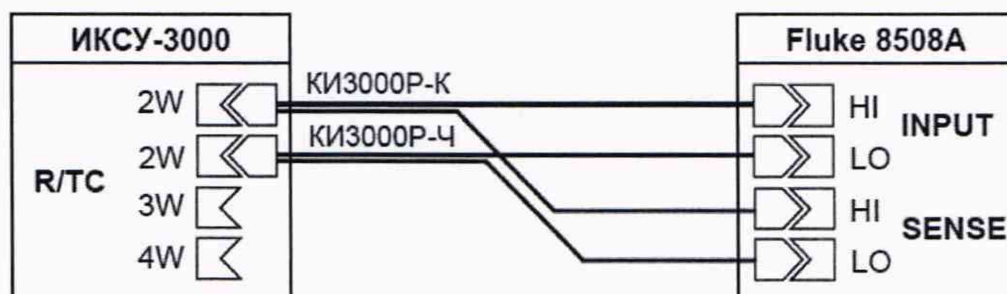 ИКСУ-3000
Fluke 8508A
КИ3000Р-К
2W
HI
INPUT
КИ3000Р-Ч
2W
LO
R/TC
3W
HI
SENSE
4W
LO